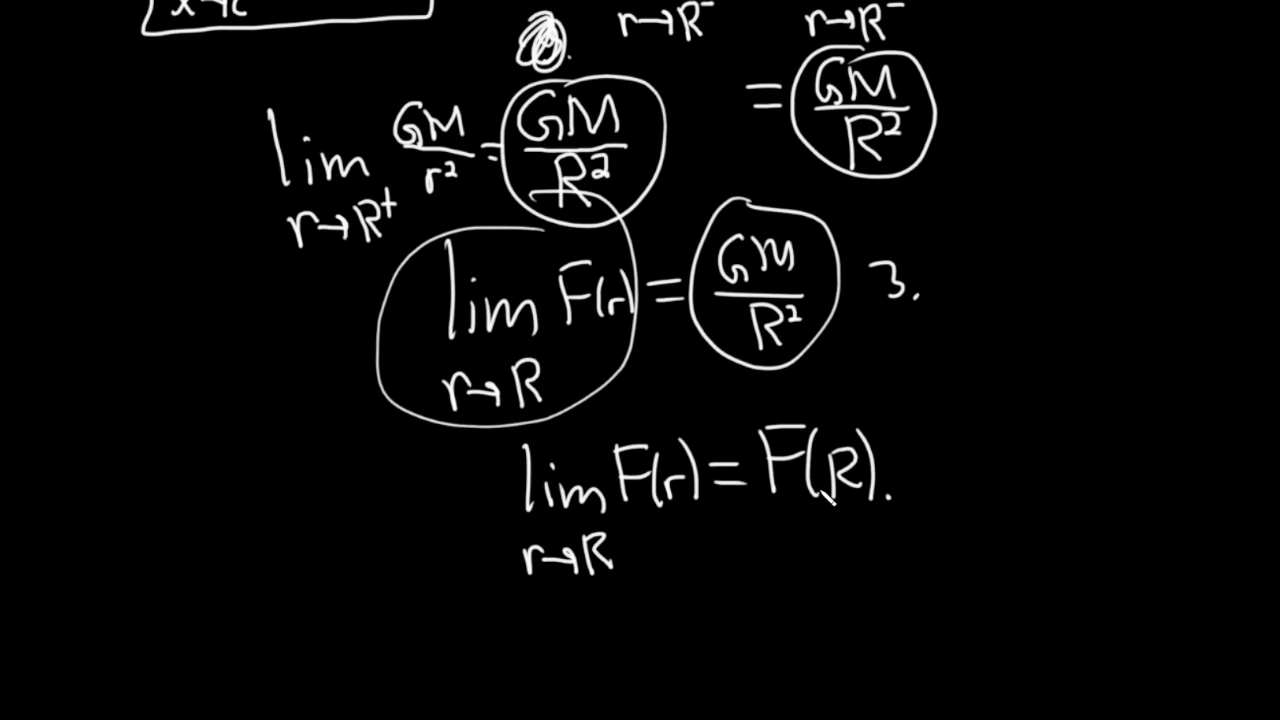 x→c
r→R⁻ r→R⁻
= GM/R²
lim r→R⁺ GM/r² = GM/R²
lim r→R F(r) = GM/R² 3.
lim r→R F(r) = F(R).